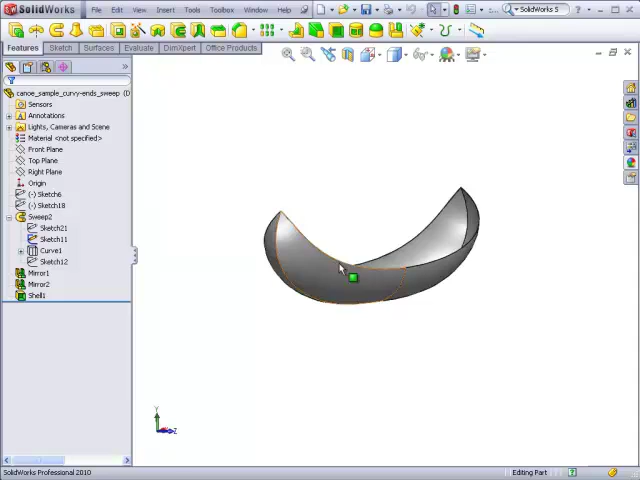 SolidWorks File Edit View Insert Tools Window Help SolidWorks S
Features Sketch Surfaces Evaluate DimXpert Office Products
canoe_sample_curvy-ends_sweep (D
Sensors
Annotations
Lights, Cameras and Scene
Material <not specified>
Front Plane
Top Plane
Right Plane
Origin
(-) Sketch6
(-) Sketch18
Sweep2
Sketch21
Sketch11
Curve1
Sketch12
Mirror1
Mirror2
Shell1
Y
Z
SolidWorks Professional 2010 Editing Part